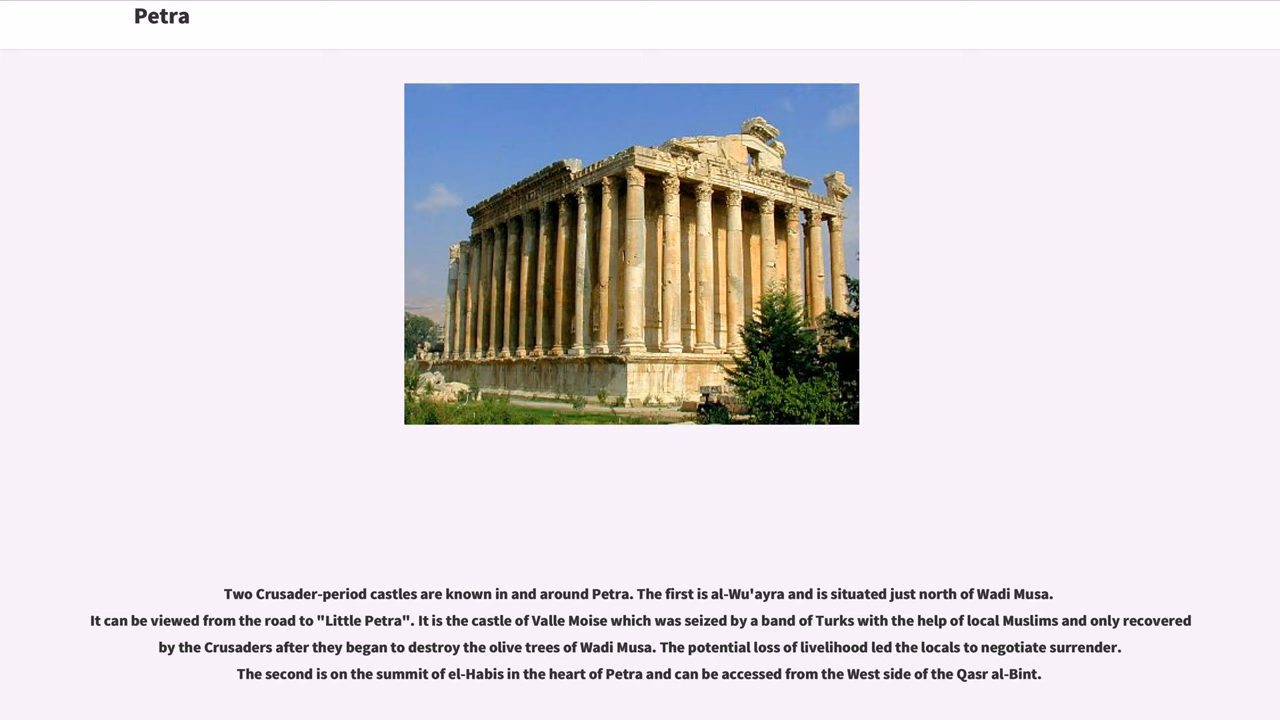 Petra
Two Crusader-period castles are known in and around Petra. The first is al-Wu'ayra and is situated just north of Wadi Musa.
It can be viewed from the road to "Little Petra". It is the castle of Valle Moise which was seized by a band of Turks with the help of local Muslims and only recovered
by the Crusaders after they began to destroy the olive trees of Wadi Musa. The potential loss of livelihood led the locals to negotiate surrender.
The second is on the summit of el-Habis in the heart of Petra and can be accessed from the West side of the Qasr al-Bint.